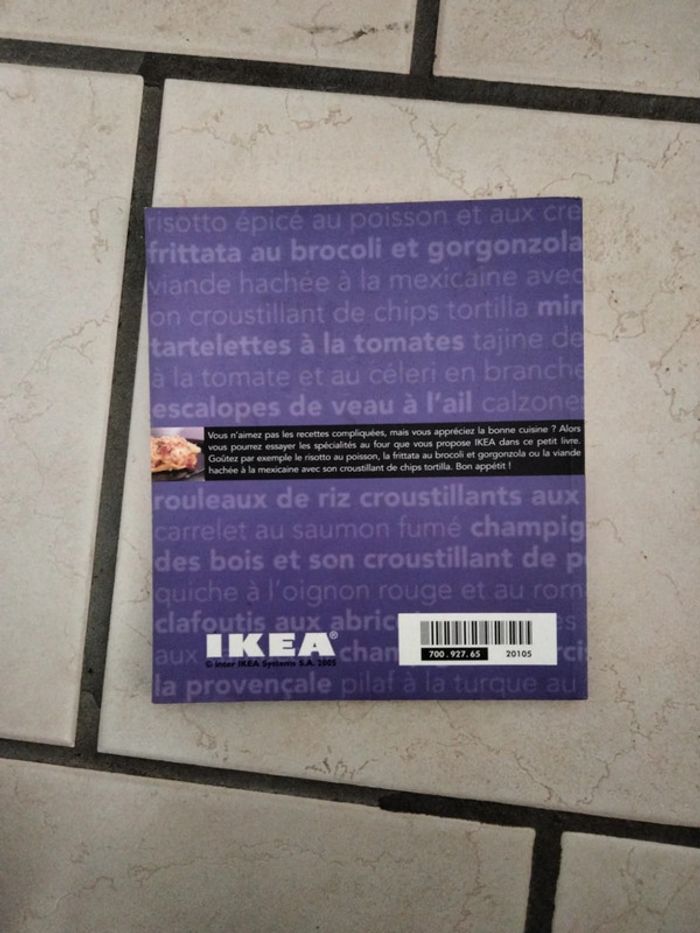 risotto épicé au poisson et aux cre
frittata au brocoli et gorgonzola
viande hachée à la mexicaine avec
on croustillant de chips tortilla min
tartelettes à la tomates tajine de
à la tomate et au céleri en branche
escalopes de veau à l'ail calzone
Vous n'aimez pas les recettes compliquées, mais vous appréciez la bonne cuisine ? Alors
vous pourrez essayer les spécialités au four que vous propose IKEA dans ce petit livre.
Goûtez par exemple le risotto au poisson, la frittata au brocoli et gorgonzola ou la viande
hachée à la mexicaine avec son croustillant de chips tortilla. Bon appétit !
rouleaux de riz croustillants aux
carrelet au saumon fumé champig
des bois et son croustillant de p
quiche à l'oignon rouge et au rom
clafoutis aux abric
IKEA®
aux cham rcis
© Inter IKEA Systems S.A. 2005
700.927.65 20105
la provençale pilaf à la turque au